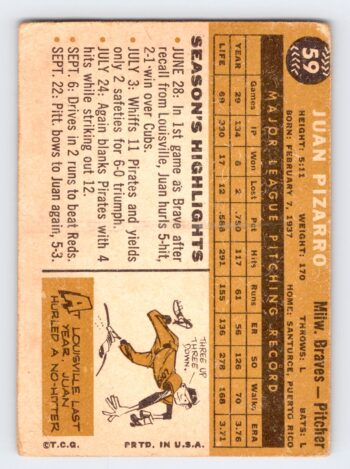 59
JUAN PIZARRO
Milw. Braves — Pitcher
HEIGHT: 5:11 WEIGHT: 170 THROWS: L BATS: L
BORN: FEBRUARY 7, 1937 HOME: SANTURCE, PUERTO RICO
MAJOR LEAGUE PITCHING RECORD
Games IP Won Lost Pct. Hits Runs ER SO Walks ERA
YEAR 29 134 6 2 .750 117 61 56 126 70 3.76
LIFE 69 330 17 12 .586 291 156 136 278 168 3.71
SEASON'S HIGHLIGHTS
• JUNE 28: In 1st game as Brave after
recall from Louisville, Juan hurls 5-hit,
2-1 win over Cubs.
• JULY 3: Whiffs 11 Pirates and yields
only 2 safeties for 6-0 triumph.
• JULY 24: Again blanks Pirates with 4
hits while striking out 12.
• SEPT. 6: Drives in 2 runs to beat Reds.
• SEPT. 22: Pitt. bows to Juan again, 5-3.
THREE UP
THREE
DOWN.
AT LOUISVILLE LAST
YEAR, JUAN
HURLED A NO-HITTER
©T.C.G. PRTD. IN U.S.A.